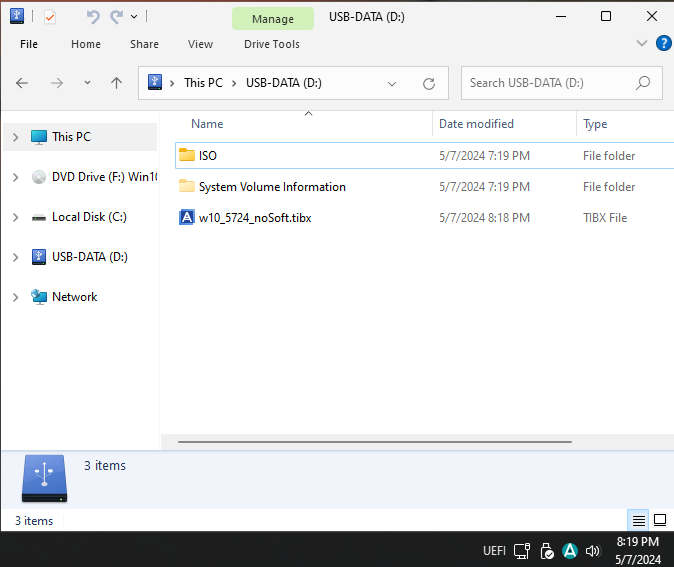 Manage
USB-DATA (D:)
File
Home
Share
View
Drive Tools
This PC
USB-DATA (D:)
Search USB-DATA (D:)
This PC
DVD Drive (F:) Win10
Local Disk (C:)
USB-DATA (D:)
Network
Name
Date modified
Type
ISO
5/7/2024 7:19 PM
File folder
System Volume Information
5/7/2024 7:19 PM
File folder
w10_5724_noSoft.tibx
5/7/2024 8:18 PM
TIBX File
3 items
3 items
UEFI
8:19 PM
5/7/2024